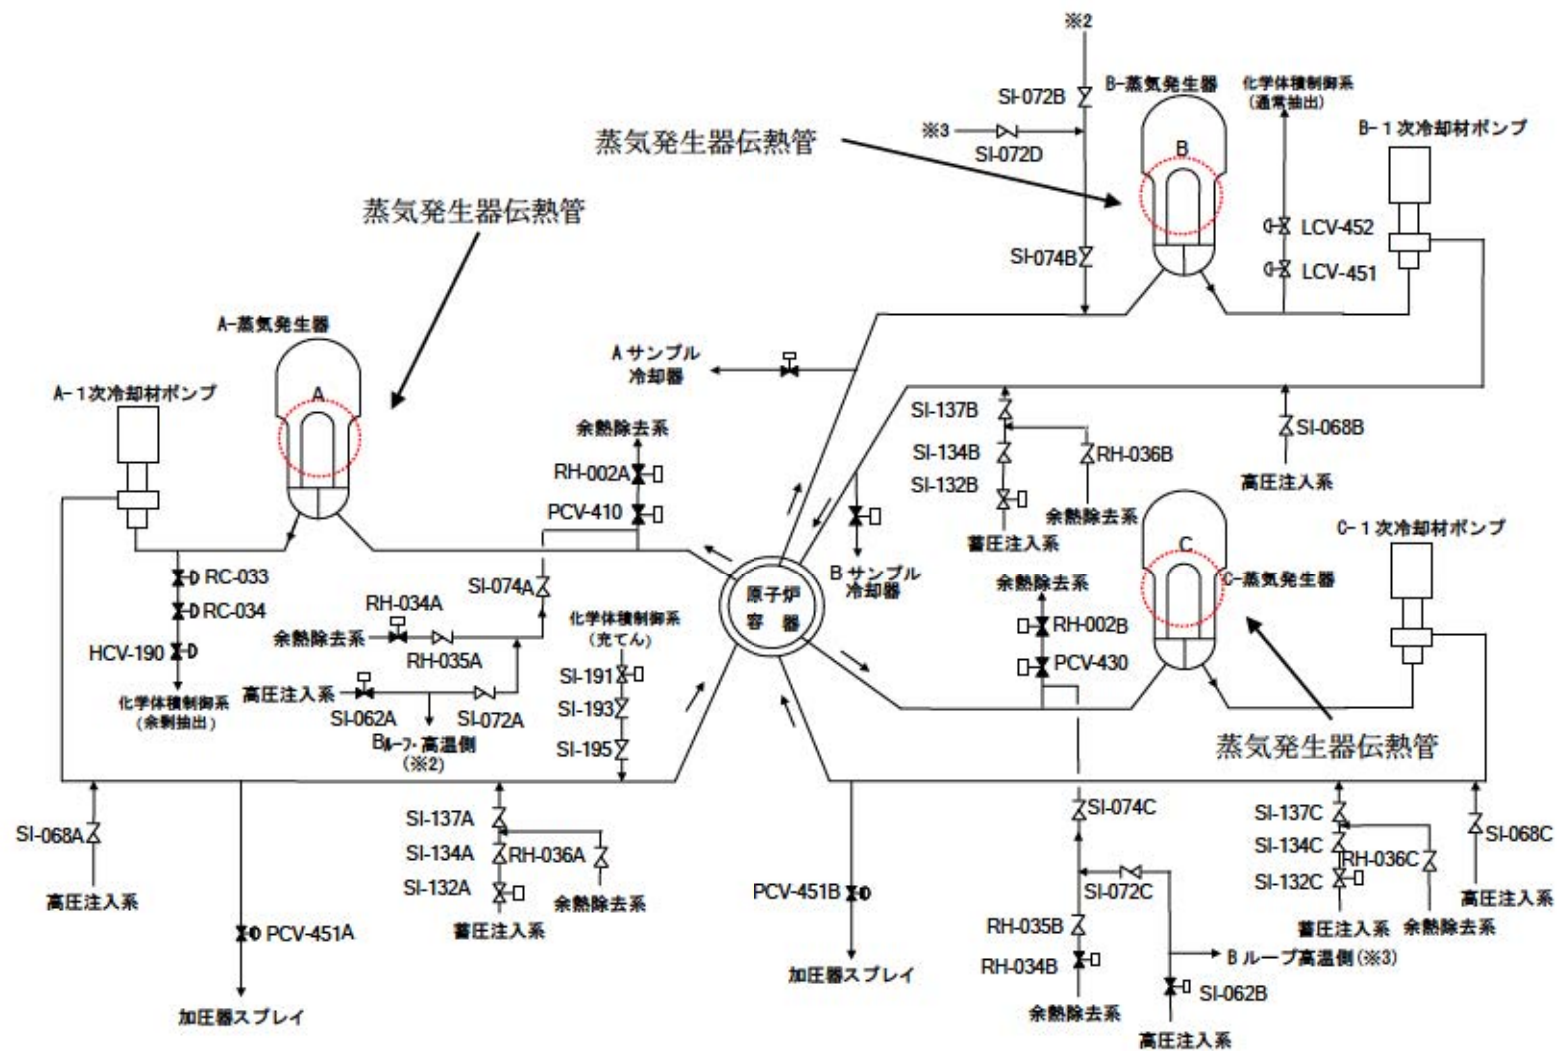 ※2
B-蒸気発生器
化学体積制御系
(通常抽出)
SI-072B
B-1次冷却材ポンプ
※3
SI-072D
蒸気発生器伝熱管
B
蒸気発生器伝熱管
LCV-452
SI-074B
LCV-451
A-蒸気発生器
Aサンプル
冷却器
A-1次冷却材ポンプ
A
SI-137B
SI-068B
余熱除去系
SI-134B
RH-036B
RH-002A
SI-132B
高圧注入系
PCV-410
余熱除去系
蓄圧注入系
C-1次冷却材ポンプ
C
Bサンプル
冷却器
C-蒸気発生器
RC-033
SI-074A
余熱除去系
原子炉
容器
RC-034
RH-034A
化学体積制御系
(充てん)
RH-002B
余熱除去系
HCV-190
RH-035A
PCV-430
SI-191
高圧注入系
化学体積制御系
(余剰抽出)
SI-062A
SI-072A
SI-193
Bループ・高温側
(※2)
SI-195
蒸気発生器伝熱管
SI-074C
SI-137A
SI-137C
SI-068A
SI-068C
SI-134A
RH-036A
SI-134C
RH-036C
SI-132A
SI-072C
SI-132C
PCV-451B
高圧注入系
余熱除去系
高圧注入系
蓄圧注入系
RH-035B
蓄圧注入系
余熱除去系
PCV-451A
Bループ高温側(※3)
RH-034B
加圧器スプレイ
SI-062B
加圧器スプレイ
余熱除去系
高圧注入系